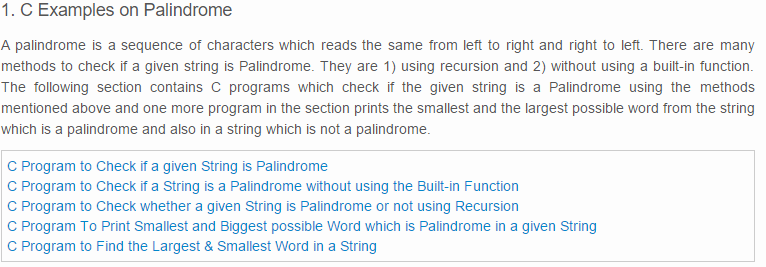 1. C Examples on Palindrome
A palindrome is a sequence of characters which reads the same from left to right and right to left. There are many
methods to check if a given string is Palindrome. They are 1) using recursion and 2) without using a built-in function.
The following section contains C programs which check if the given string is a Palindrome using the methods
mentioned above and one more program in the section prints the smallest and the largest possible word from the string
which is a palindrome and also in a string which is not a palindrome.
C Program to Check if a given String is Palindrome
C Program to Check if a String is a Palindrome without using the Built-in Function
C Program to Check whether a given String is Palindrome or not using Recursion
C Program To Print Smallest and Biggest possible Word which is Palindrome in a given String
C Program to Find the Largest & Smallest Word in a String